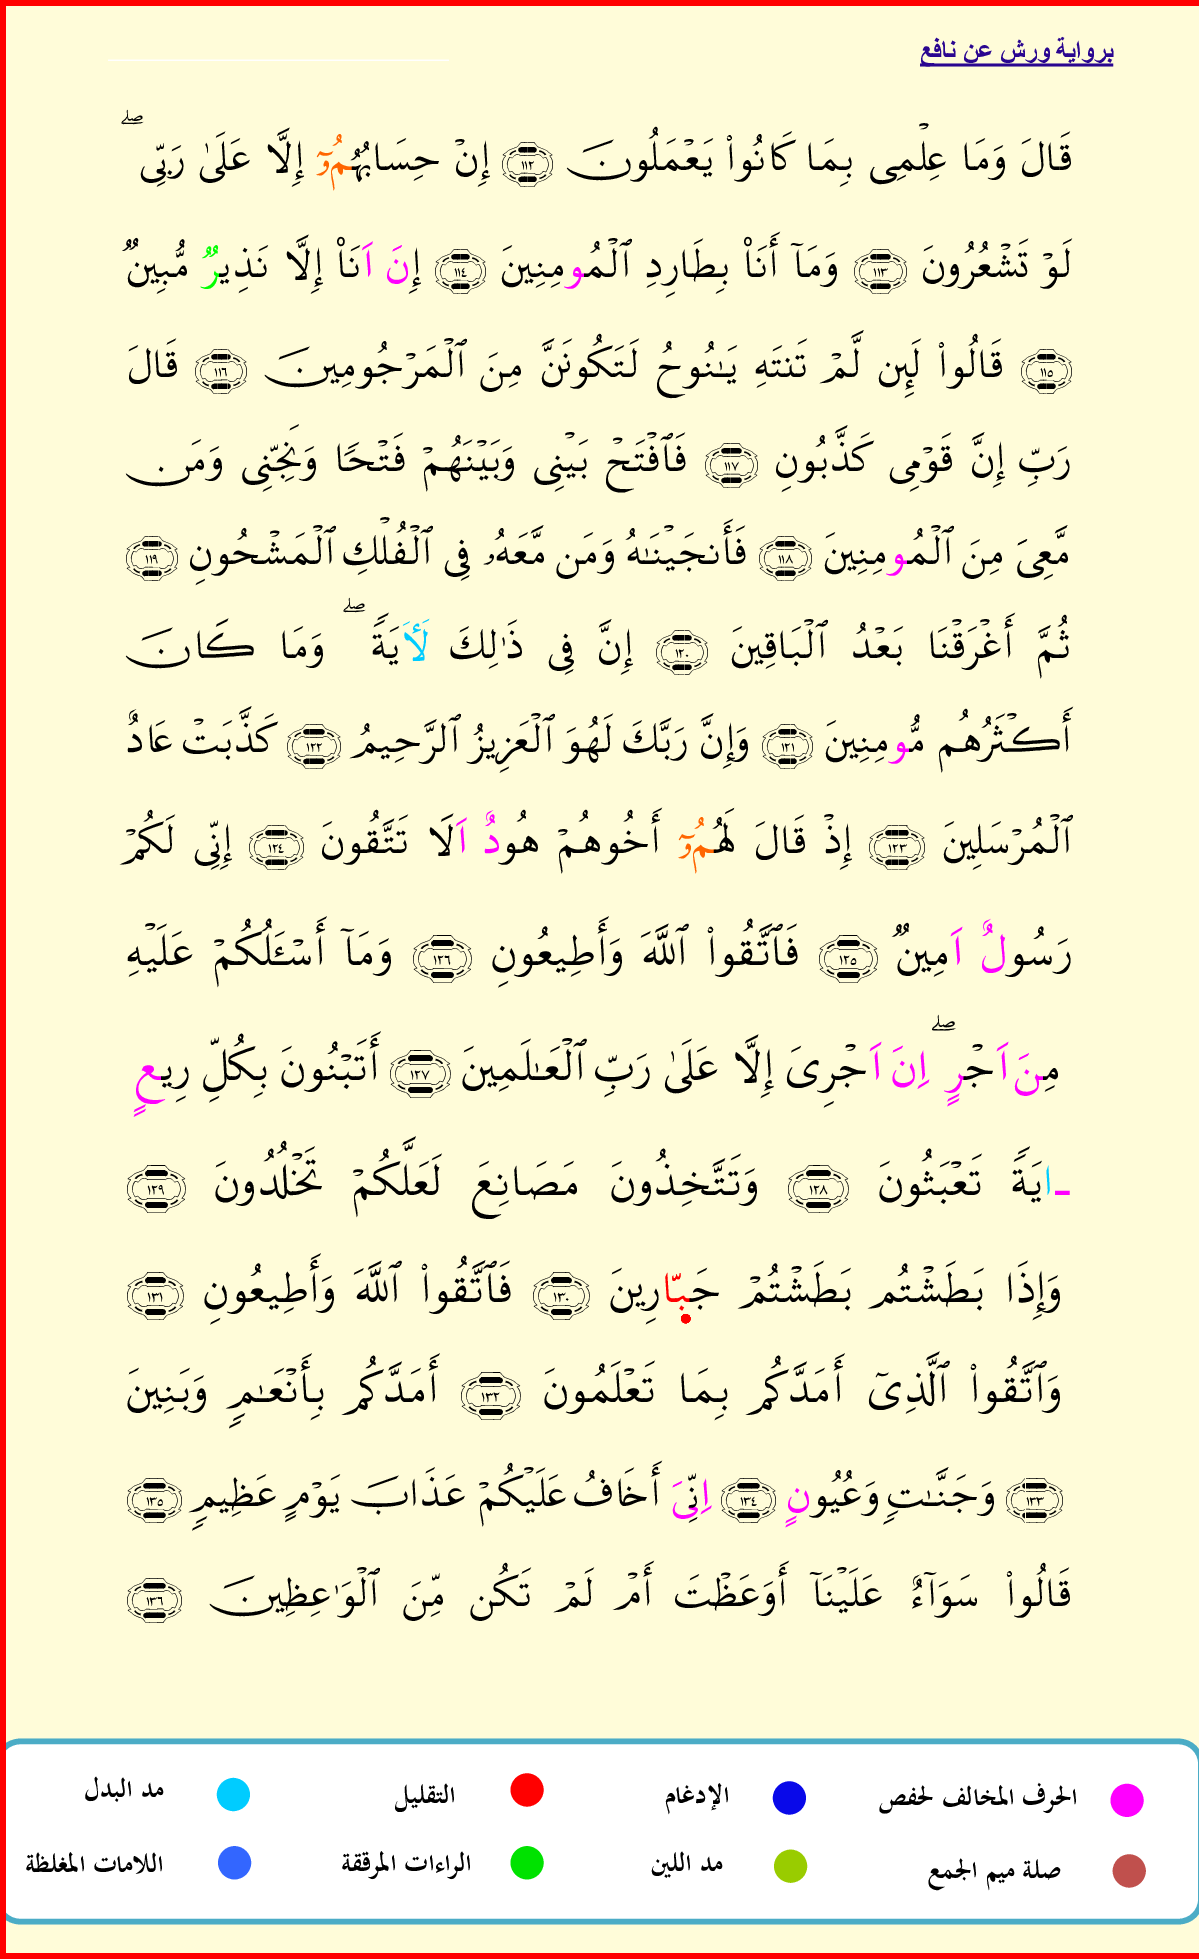 برواية ورش عن نافع
قَالَ وَمَا عِلْمِى بِمَا كَانُوا۟ يَعْمَلُونَ ١١٢ إِنْ حِسَابُهُمُۥٓ إِلَّا عَلَىٰ رَبِّى ۖ
لَوْ تَشْعُرُونَ ١١٣ وَمَآ أَنَا۠ بِطَارِدِ ٱلْمُومِنِينَ ١١٤ إِنَ اَنَا۠ إِلَّا نَذِيرٌ مُّبِينٌ
١١٥ قَالُوا۟ لَئِن لَّمْ تَنتَهِ يَـٰنُوحُ لَتَكُونَنَّ مِنَ ٱلْمَرْجُومِينَ ١١٦ قَالَ
رَبِّ إِنَّ قَوْمِى كَذَّبُونِ ١١٧ فَٱفْتَحْ بَيْنِى وَبَيْنَهُمْ فَتْحًا وَنَجِّنِى وَمَن
مَّعِىَ مِنَ ٱلْمُومِنِينَ ١١٨ فَأَنجَيْنَـٰهُ وَمَن مَّعَهُۥ فِى ٱلْفُلْكِ ٱلْمَشْحُونِ ١١٩
ثُمَّ أَغْرَقْنَا بَعْدُ ٱلْبَاقِينَ ١٢٠ إِنَّ فِى ذَٰلِكَ لَأَيَةً ۖ وَمَا كَانَ
أَكْثَرُهُم مُّومِنِينَ ١٢١ وَإِنَّ رَبَّكَ لَهُوَ ٱلْعَزِيزُ ٱلرَّحِيمُ ١٢٢ كَذَّبَتْ عَادٌ
ٱلْمُرْسَلِينَ ١٢٣ إِذْ قَالَ لَهُمُۥٓ أَخُوهُمْ هُودٌ اَلَا تَتَّقُونَ ١٢٤ إِنِّى لَكُمْ
رَسُولٌ اَمِينٌ ١٢٥ فَٱتَّقُوا۟ ٱللَّهَ وَأَطِيعُونِ ١٢٦ وَمَآ أَسْـَٔلُكُمْ عَلَيْهِ
مِنَ اَجْرٍ ۖ اِنَ اَجْرِىَ إِلَّا عَلَىٰ رَبِّ ٱلْعَـٰلَمِينَ ١٢٧ أَتَبْنُونَ بِكُلِّ رِيعٍ
ـايَةً تَعْبَثُونَ ١٢٨ وَتَتَّخِذُونَ مَصَانِعَ لَعَلَّكُمْ تَخْلُدُونَ ١٢٩
وَإِذَا بَطَشْتُم بَطَشْتُمْ جَبّارِينَ ١٣٠ فَٱتَّقُوا۟ ٱللَّهَ وَأَطِيعُونِ ١٣١
وَٱتَّقُوا۟ ٱلَّذِىٓ أَمَدَّكُم بِمَا تَعْلَمُونَ ١٣٢ أَمَدَّكُم بِأَنْعَـٰمٍ وَبَنِينَ
١٣٣ وَجَنَّـٰتٍ وَعُيُونٍ ١٣٤ اِنِّىَ أَخَافُ عَلَيْكُمْ عَذَابَ يَوْمٍ عَظِيمٍ ١٣٥
قَالُوا۟ سَوَآءٌ عَلَيْنَآ أَوَعَظْتَ أَمْ لَمْ تَكُن مِّنَ ٱلْوَٰعِظِينَ ١٣٦
الحرف المخالف لحفص الإدغام التقليل مد البدل
صلة ميم الجمع مد اللين الراءات المرققة اللامات المغلظة